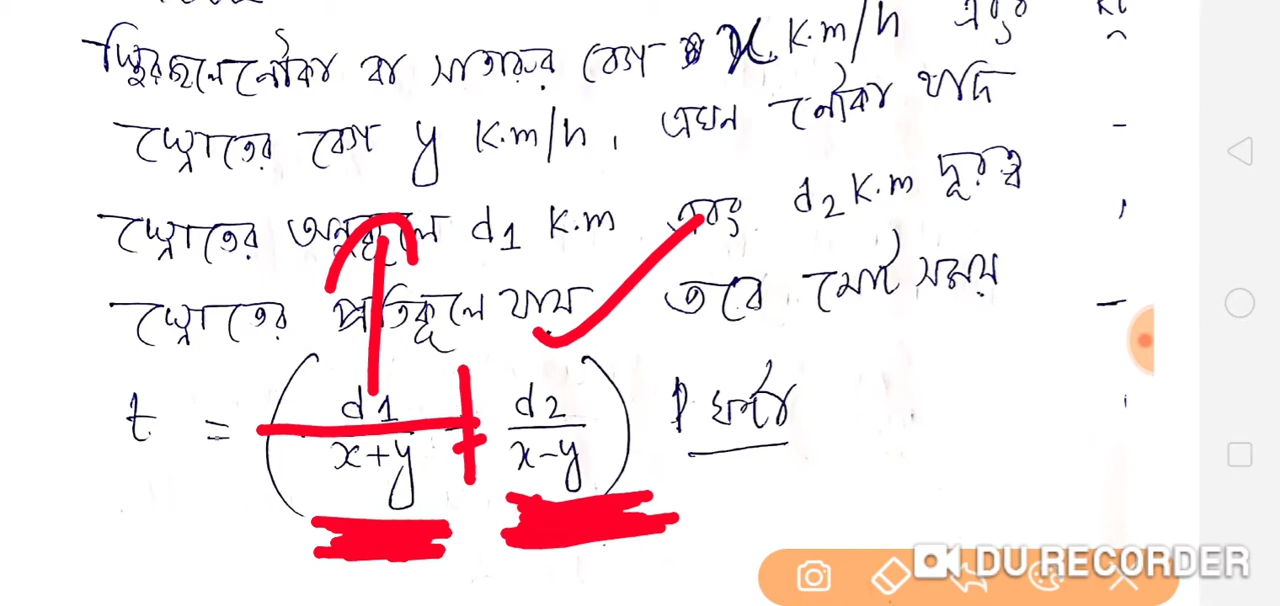 স্থিরজলে নৌকা বা সাতারুর বেগ x K.m/h এবং
স্রোতের বেগ y K.m/h, এখন নৌকা যদি
স্রোতের অনুকূলে d1 K.m এবং d2 K.m দূরত্ব
স্রোতের প্রতিকূলে যায় তবে মোট সময়
t = (d1/x+y + d2/x-y) ঘন্টা
DU RECORDER